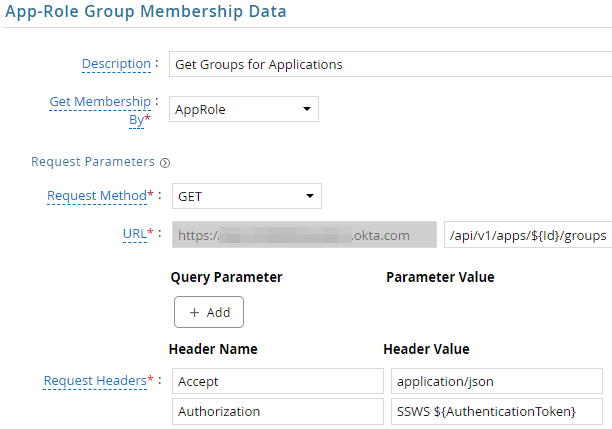 App-Role Group Membership Data
Description : Get Groups for Applications
Get Membership By* : AppRole
Request Parameters
Request Method* : GET
URL* : https:/ .okta.com /api/v1/apps/${Id}/groups
Query Parameter Parameter Value
+ Add
Header Name Header Value
Request Headers* : Accept application/json
Authorization SSWS ${AuthenticationToken}